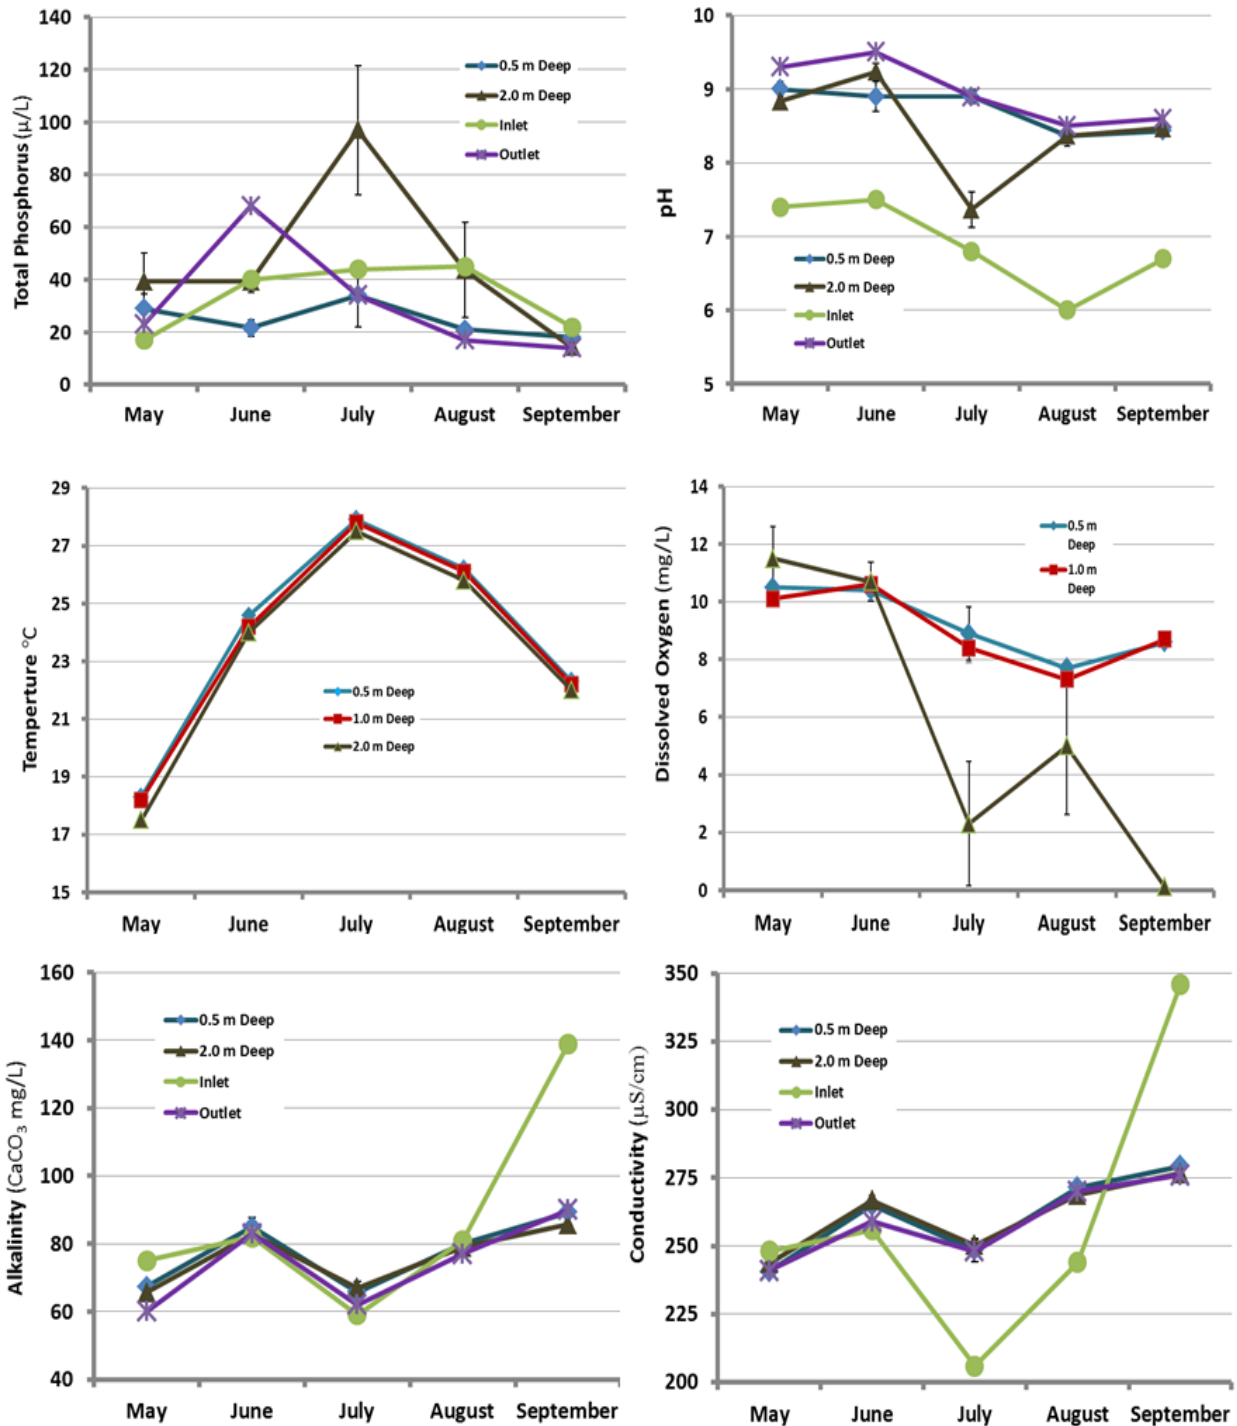 140
120
100
80
60
40
20
0
Total Phosphorus (µ/L)
0.5 m Deep
2.0 m Deep
Inlet
Outlet
May June July August September
10
9
8
7
6
5
pH
0.5 m Deep
2.0 m Deep
Inlet
Outlet
May June July August September
29
27
25
23
21
19
17
15
Temperture °C
0.5 m Deep
1.0 m Deep
2.0 m Deep
May June July August September
14
12
10
8
6
4
2
0
Dissolved Oxygen (mg/L)
0.5 m
Deep
1.0 m
Deep
May June July August September
160
140
120
100
80
60
40
Alkalinity (CaCO₃ mg/L)
0.5 m Deep
2.0 m Deep
Inlet
Outlet
May June July August September
350
325
300
275
250
225
200
Conductivity (µS/cm)
0.5 m Deep
2.0 m Deep
Inlet
Outlet
May June July August September